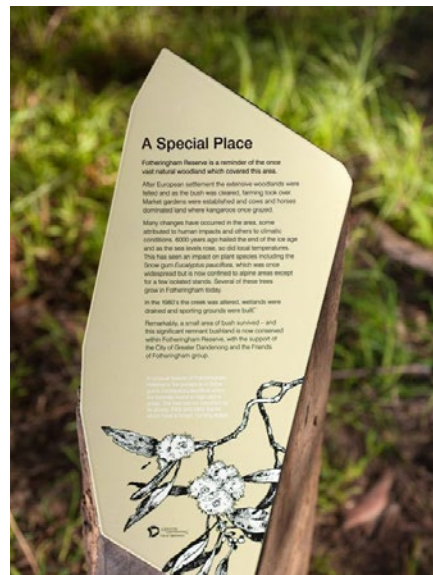 A Special Place
Fotheringham Reserve is a reminder of the once
vast natural woodland which covered this area.
After European settlement the extensive woodlands were
felled and as the bush was cleared, farming took over.
Market gardens were established and cows and horses
dominated land where kangaroos once grazed.
Many changes have occurred in the area, some
attributed to human impacts and others to climatic
conditions. 6000 years ago hailed the end of the ice age
and as the sea levels rose, so did local temperatures.
This has seen an impact on plant species including the
Snow gum Eucalyptus pauciflora, which was once
widespread but is now confined to alpine areas except
for a few isolated stands. Several of these trees
grow in Fotheringham today.
In the 1980's the creek was altered, wetlands were
drained and sporting grounds were built."
Remarkably, a small area of bush survived – and
this significant remnant bushland is now conserved
within Fotheringham Reserve, with the support of
the City of Greater Dandenong and the Friends
of Fotheringham group.